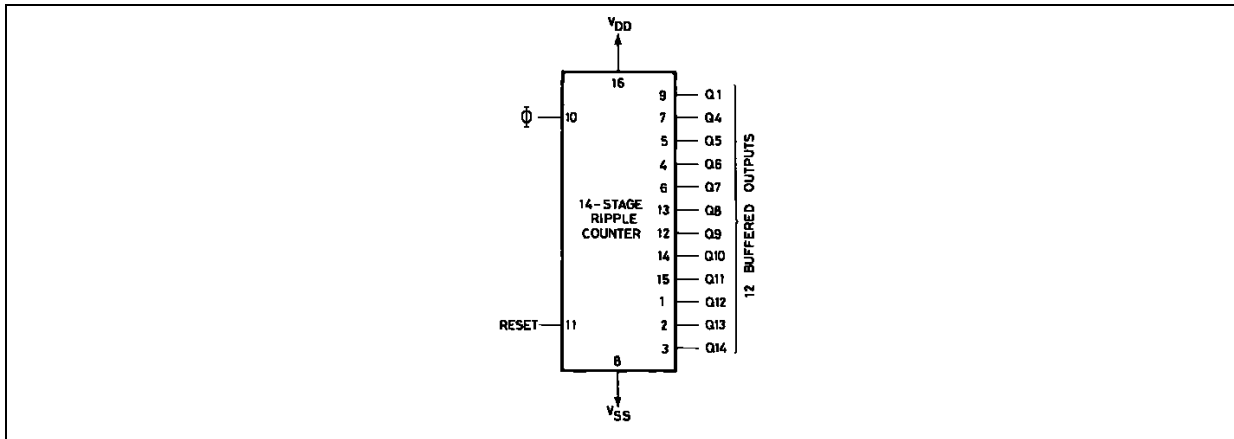 VDD
16
9 Q1
Φ 10 7 Q4
5 Q5
4 Q6
6 Q7
14-STAGE RIPPLE COUNTER
13 Q8
12 Q9
14 Q10
15 Q11
1 Q12
RESET 11 2 Q13
3 Q14
8
VSS
12 BUFFERED OUTPUTS